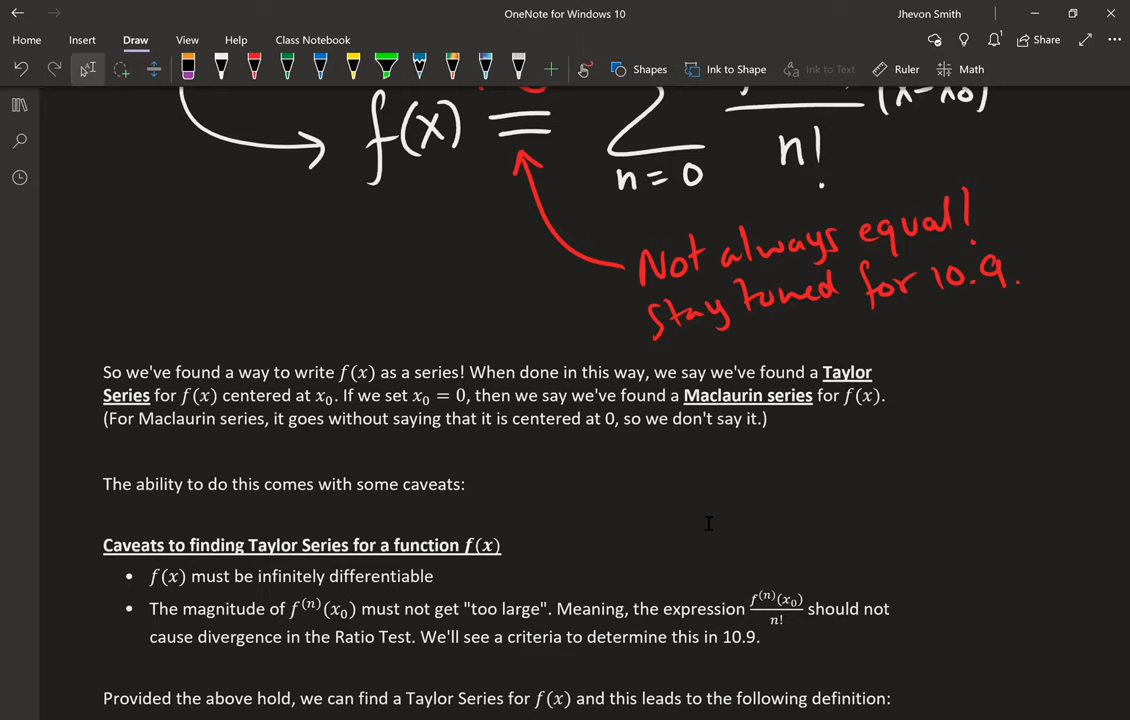 OneNote for Windows 10
Jhevon Smith
Home Insert Draw View Help Class Notebook
Share
Shapes Ink to Shape Ink to Text Ruler Math
f(x) = ∑ (x-x0)
n=0 n!
Not always equal!
stay tuned for 10.9.
So we've found a way to write f(x) as a series! When done in this way, we say we've found a Taylor
Series for f(x) centered at x₀. If we set x₀ = 0, then we say we've found a Maclaurin series for f(x).
(For Maclaurin series, it goes without saying that it is centered at 0, so we don't say it.)
The ability to do this comes with some caveats:
Caveats to finding Taylor Series for a function f(x)
• f(x) must be infinitely differentiable
• The magnitude of f⁽ⁿ⁾(x₀) must not get "too large". Meaning, the expression f⁽ⁿ⁾(x₀)/n! should not
cause divergence in the Ratio Test. We'll see a criteria to determine this in 10.9.
Provided the above hold, we can find a Taylor Series for f(x) and this leads to the following definition: